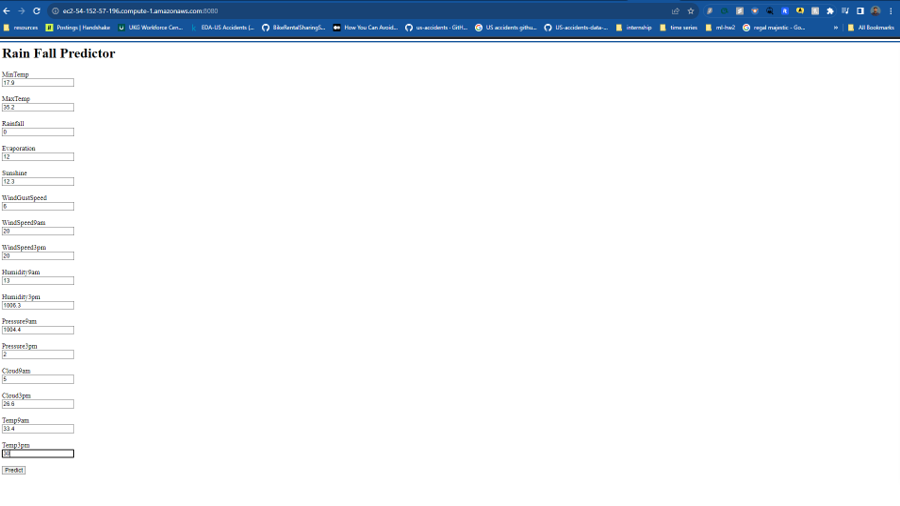 ec2-54-152-57-196.compute-1.amazonaws.com:8080
resources Postings | Handshake UKG Workforce Cen... EDA-US Accidents |... BikeRentalSharingS... How You Can Avoid... us-accidents - GitH... US accidents githu... US-accidents-data-... internship time series ml-hw2 regal majestic - Go... » All Bookmarks
Rain Fall Predictor
MinTemp
17.9
MaxTemp
35.2
Rainfall
0
Evaporation
12
Sunshine
12.3
WindGustSpeed
WindSpeed9am
20
WindSpeed3pm
20
Humidity9am
13
Humidity3pm
1006.3
Pressure9am
1004.4
Pressure3pm
2
Cloud9am
5
Cloud3pm
26.6
Temp9am
33.4
Temp3pm
30
Predict